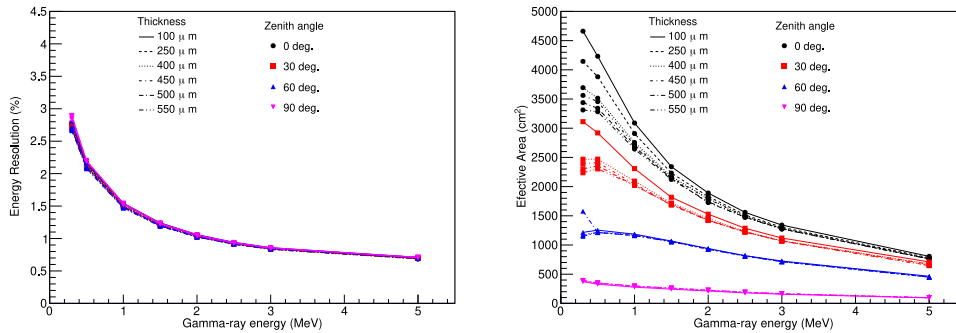 Energy Resolution (%)
4.5
4
3.5
3
2.5
2
1.5
1
0.5
0
Thickness
100 μ m
250 μ m
400 μ m
450 μ m
500 μ m
550 μ m
Zenith angle
0 deg.
30 deg.
60 deg.
90 deg.
0 1 2 3 4 5
Gamma-ray energy (MeV)
Efective Area (cm²)
5000
4500
4000
3500
3000
2500
2000
1500
1000
500
0
Thickness
100 μ m
250 μ m
400 μ m
450 μ m
500 μ m
550 μ m
Zenith angle
0 deg.
30 deg.
60 deg.
90 deg.
0 1 2 3 4 5
Gamma-ray energy (MeV)